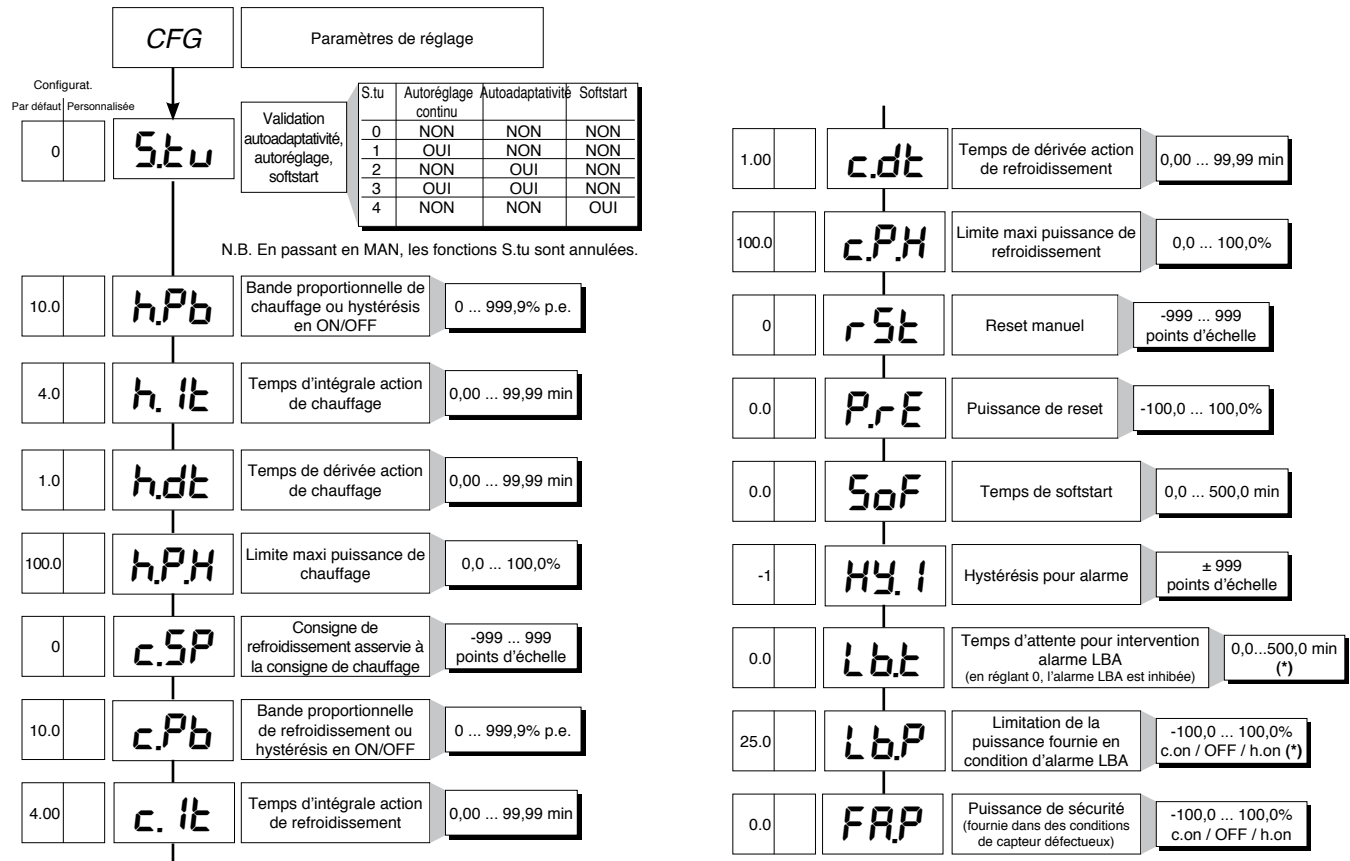 CFG
Paramètres de réglage
Configurat.
Par défaut Personnalisée
0
S.tu
Validation
autoadaptativité,
autoréglage,
softstart
S.tu Autoréglage continu Autoadaptativité Softstart
0 NON NON NON
1 OUI NON NON
2 NON OUI NON
3 OUI OUI NON
4 NON NON OUI
N.B. En passant en MAN, les fonctions S.tu sont annulées.
10.0
h.Pb
Bande proportionnelle de
chauffage ou hystérésis
en ON/OFF
0 ... 999,9% p.e.
4.0
h. It
Temps d'intégrale action
de chauffage
0,00 ... 99,99 min
1.0
h.dt
Temps de dérivée action
de chauffage
0,00 ... 99,99 min
100.0
h.P.H
Limite maxi puissance de
chauffage
0,0 ... 100,0%
0
c.SP
Consigne de
refroidissement asservie à
la consigne de chauffage
-999 ... 999
points d'échelle
10.0
c.Pb
Bande proportionnelle
de refroidissement ou
hystérésis en ON/OFF
0 ... 999,9% p.e.
4.00
c. It
Temps d'intégrale action
de refroidissement
0,00 ... 99,99 min
1.00
c.dt
Temps de dérivée action
de refroidissement
0,00 ... 99,99 min
100.0
c.P.H
Limite maxi puissance de
refroidissement
0,0 ... 100,0%
0
rSt
Reset manuel
-999 ... 999
points d'échelle
0.0
P.rE
Puissance de reset
-100,0 ... 100,0%
0.0
SoF
Temps de softstart
0,0 ... 500,0 min
-1
HY. 1
Hystérésis pour alarme
± 999
points d'échelle
0.0
Lb.t
Temps d'attente pour intervention
alarme LBA
(en réglant 0, l'alarme LBA est inhibée)
0,0...500,0 min
(*)
25.0
Lb.P
Limitation de la
puissance fournie en
condition d'alarme LBA
-100,0 ... 100,0%
c.on / OFF / h.on (*)
0.0
FA.P
Puissance de sécurité
(fournie dans des conditions
de capteur défectueux)
-100,0 ... 100,0%
c.on / OFF / h.on